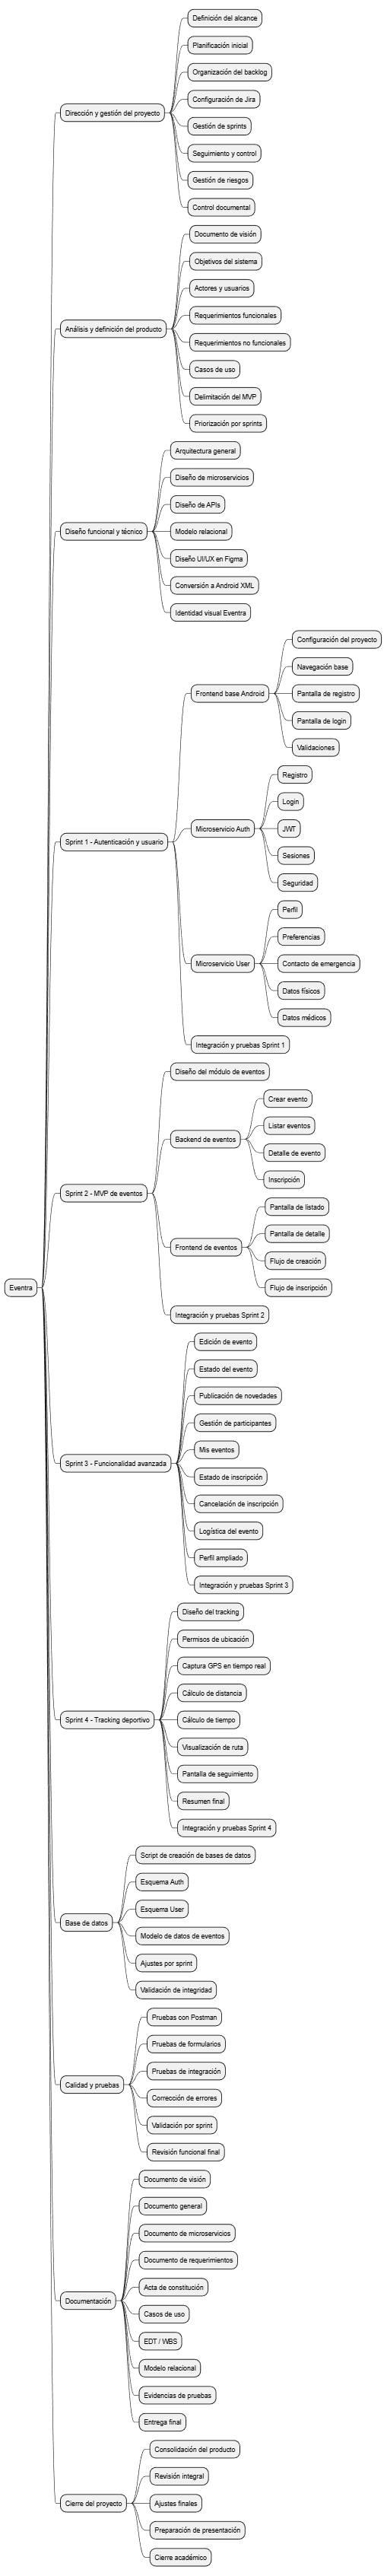 Eventra
Dirección y gestión del proyecto
Definición del alcance
Planificación inicial
Organización del backlog
Configuración de Jira
Gestión de sprints
Seguimiento y control
Gestión de riesgos
Control documental
Análisis y definición del producto
Documento de visión
Objetivos del sistema
Actores y usuarios
Requerimientos funcionales
Requerimientos no funcionales
Casos de uso
Delimitación del MVP
Priorización por sprints
Diseño funcional y técnico
Arquitectura general
Diseño de microservicios
Diseño de APIs
Modelo relacional
Diseño UI/UX en Figma
Conversión a Android XML
Identidad visual Eventra
Sprint 1 - Autenticación y usuario
Frontend base Android
Configuración del proyecto
Navegación base
Pantalla de registro
Pantalla de login
Validaciones
Microservicio Auth
Registro
Login
JWT
Sesiones
Seguridad
Microservicio User
Perfil
Preferencias
Contacto de emergencia
Datos físicos
Datos médicos
Integración y pruebas Sprint 1
Sprint 2 - MVP de eventos
Diseño del módulo de eventos
Backend de eventos
Crear evento
Listar eventos
Detalle de evento
Inscripción
Frontend de eventos
Pantalla de listado
Pantalla de detalle
Flujo de creación
Flujo de inscripción
Integración y pruebas Sprint 2
Sprint 3 - Funcionalidad avanzada
Edición de evento
Estado del evento
Publicación de novedades
Gestión de participantes
Mis eventos
Estado de inscripción
Cancelación de inscripción
Logística del evento
Perfil ampliado
Integración y pruebas Sprint 3
Sprint 4 - Tracking deportivo
Diseño del tracking
Permisos de ubicación
Captura GPS en tiempo real
Cálculo de distancia
Cálculo de tiempo
Visualización de ruta
Pantalla de seguimiento
Resumen final
Integración y pruebas Sprint 4
Base de datos
Script de creación de bases de datos
Esquema Auth
Esquema User
Modelo de datos de eventos
Ajustes por sprint
Validación de integridad
Calidad y pruebas
Pruebas con Postman
Pruebas de formularios
Pruebas de integración
Corrección de errores
Validación por sprint
Revisión funcional final
Documentación
Documento de visión
Documento general
Documento de microservicios
Documento de requerimientos
Acta de constitución
Casos de uso
EDT / WBS
Modelo relacional
Evidencias de pruebas
Entrega final
Cierre del proyecto
Consolidación del producto
Revisión integral
Ajustes finales
Preparación de presentación
Cierre académico